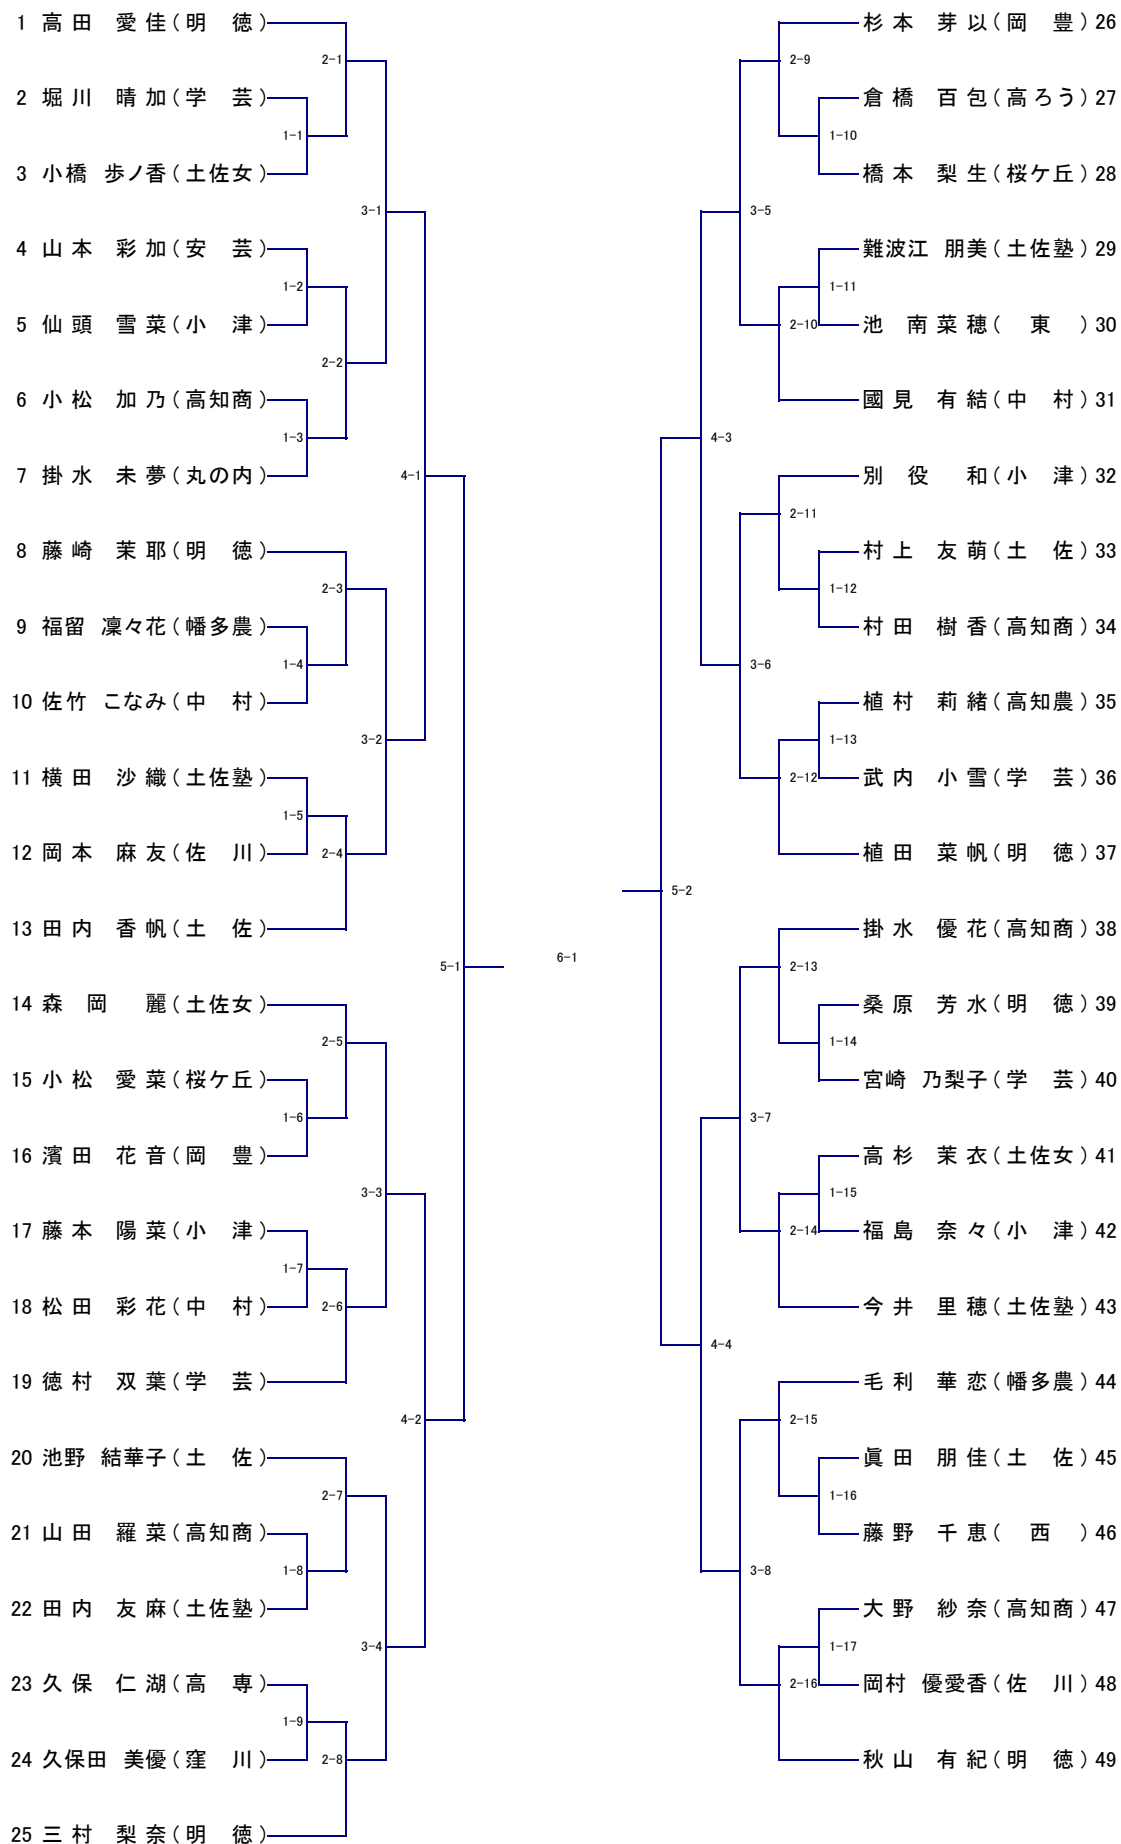 1 高田 愛佳(明 徳)
2-1
2 堀川 晴加(学 芸)
1-1
3 小橋 歩ノ香(土佐女)
3-1
4 山本 彩加(安 芸)
1-2
5 仙頭 雪菜(小 津)
2-2
6 小松 加乃(高知商)
1-3
7 掛水 未夢(丸の内)
4-1
8 藤崎 茉耶(明 徳)
2-3
9 福留 凜々花(幡多農)
1-4
10 佐竹 こなみ(中 村)
3-2
11 横田 沙織(土佐塾)
1-5
12 岡本 麻友(佐 川)
2-4
13 田内 香帆(土 佐)
5-1
14 森岡 麗(土佐女)
2-5
15 小松 愛菜(桜ケ丘)
1-6
16 濱田 花音(岡 豊)
3-3
17 藤本 陽菜(小 津)
1-7
18 松田 彩花(中 村)
2-6
19 徳村 双葉(学 芸)
4-2
20 池野 結華子(土 佐)
2-7
21 山田 羅菜(高知商)
1-8
22 田内 友麻(土佐塾)
3-4
23 久保 仁湖(高 専)
1-9
24 久保田 美優(窪 川)
2-8
25 三村 梨奈(明 徳)
6-1
杉本 芽以(岡 豊) 26
2-9
倉橋 百包(高ろう) 27
1-10
橋本 梨生(桜ケ丘) 28
3-5
難波江 朋美(土佐塾) 29
1-11
池 南菜穂( 東 ) 30
2-10
國見 有結(中 村) 31
4-3
別役 和(小 津) 32
2-11
村上 友萌(土 佐) 33
1-12
村田 樹香(高知商) 34
3-6
植村 莉緒(高知農) 35
1-13
武内 小雪(学 芸) 36
2-12
植田 菜帆(明 徳) 37
5-2
掛水 優花(高知商) 38
2-13
桑原 芳水(明 徳) 39
1-14
宮崎 乃梨子(学 芸) 40
3-7
高杉 茉衣(土佐女) 41
1-15
福島 奈々(小 津) 42
2-14
今井 里穂(土佐塾) 43
4-4
毛利 華恋(幡多農) 44
2-15
眞田 朋佳(土 佐) 45
1-16
藤野 千恵( 西 ) 46
3-8
大野 紗奈(高知商) 47
1-17
岡村 優愛香(佐 川) 48
2-16
秋山 有紀(明 徳) 49